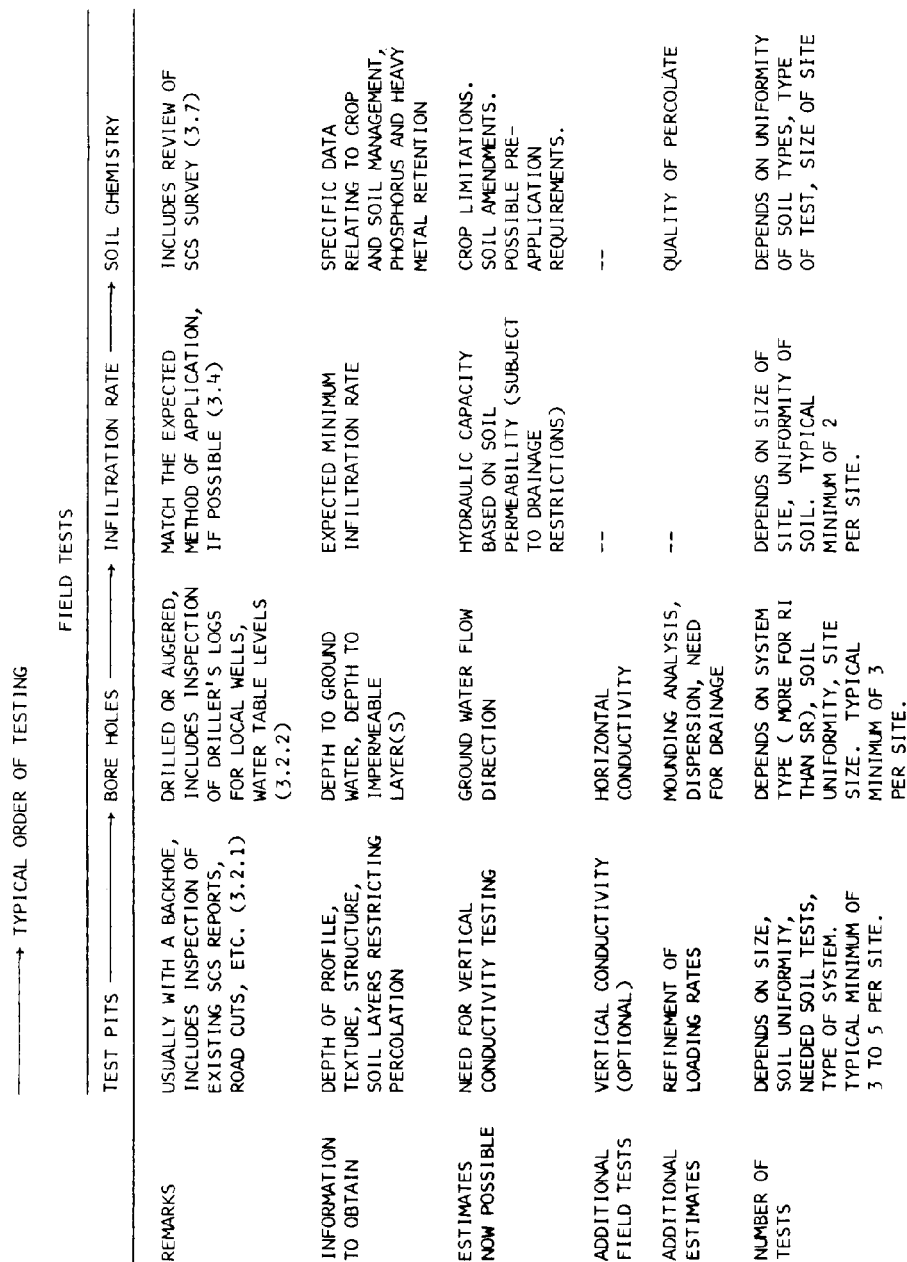 TYPICAL ORDER OF TESTING
FIELD TESTS
TEST PITS → BORE HOLES → INFILTRATION RATE → SOIL CHEMISTRY
REMARKS
USUALLY WITH A BACKHOE,
INCLUDES INSPECTION OF
EXISTING SCS REPORTS,
ROAD CUTS, ETC. (3.2.1)
DRILLED OR AUGERED,
INCLUDES INSPECTION
OF DRILLER'S LOGS
FOR LOCAL WELLS,
WATER TABLE LEVELS
(3.2.2)
MATCH THE EXPECTED
METHOD OF APPLICATION,
IF POSSIBLE (3.4)
INCLUDES REVIEW OF
SCS SURVEY (3.7)
INFORMATION
TO OBTAIN
DEPTH OF PROFILE,
TEXTURE, STRUCTURE,
SOIL LAYERS RESTRICTING
PERCOLATION
DEPTH TO GROUND
WATER, DEPTH TO
IMPERMEABLE
LAYER(S)
EXPECTED MINIMUM
INFILTRATION RATE
SPECIFIC DATA
RELATING TO CROP
AND SOIL MANAGEMENT,
PHOSPHORUS AND HEAVY
METAL RETENTION
ESTIMATES
NOW POSSIBLE
NEED FOR VERTICAL
CONDUCTIVITY TESTING
GROUND WATER FLOW
DIRECTION
HYDRAULIC CAPACITY
BASED ON SOIL
PERMEABILITY (SUBJECT
TO DRAINAGE
RESTRICTIONS)
CROP LIMITATIONS.
SOIL AMENDMENTS.
POSSIBLE PRE-
APPLICATION
REQUIREMENTS.
ADDITIONAL
FIELD TESTS
VERTICAL CONDUCTIVITY
(OPTIONAL)
HORIZONTAL
CONDUCTIVITY
--
--
ADDITIONAL
ESTIMATES
REFINEMENT OF
LOADING RATES
MOUNDING ANALYSIS,
DISPERSION, NEED
FOR DRAINAGE
--
QUALITY OF PERCOLATE
NUMBER OF
TESTS
DEPENDS ON SIZE,
SOIL UNIFORMITY,
NEEDED SOIL TESTS,
TYPE OF SYSTEM.
TYPICAL MINIMUM OF
3 TO 5 PER SITE.
DEPENDS ON SYSTEM
TYPE ( MORE FOR RI
THAN SR), SOIL
UNIFORMITY, SITE
SIZE. TYPICAL
MINIMUM OF 3
PER SITE.
DEPENDS ON SIZE OF
SITE, UNIFORMITY OF
SOIL. TYPICAL
MINIMUM OF 2
PER SITE.
DEPENDS ON UNIFORMITY
OF SOIL TYPES, TYPE
OF TEST, SIZE OF SITE